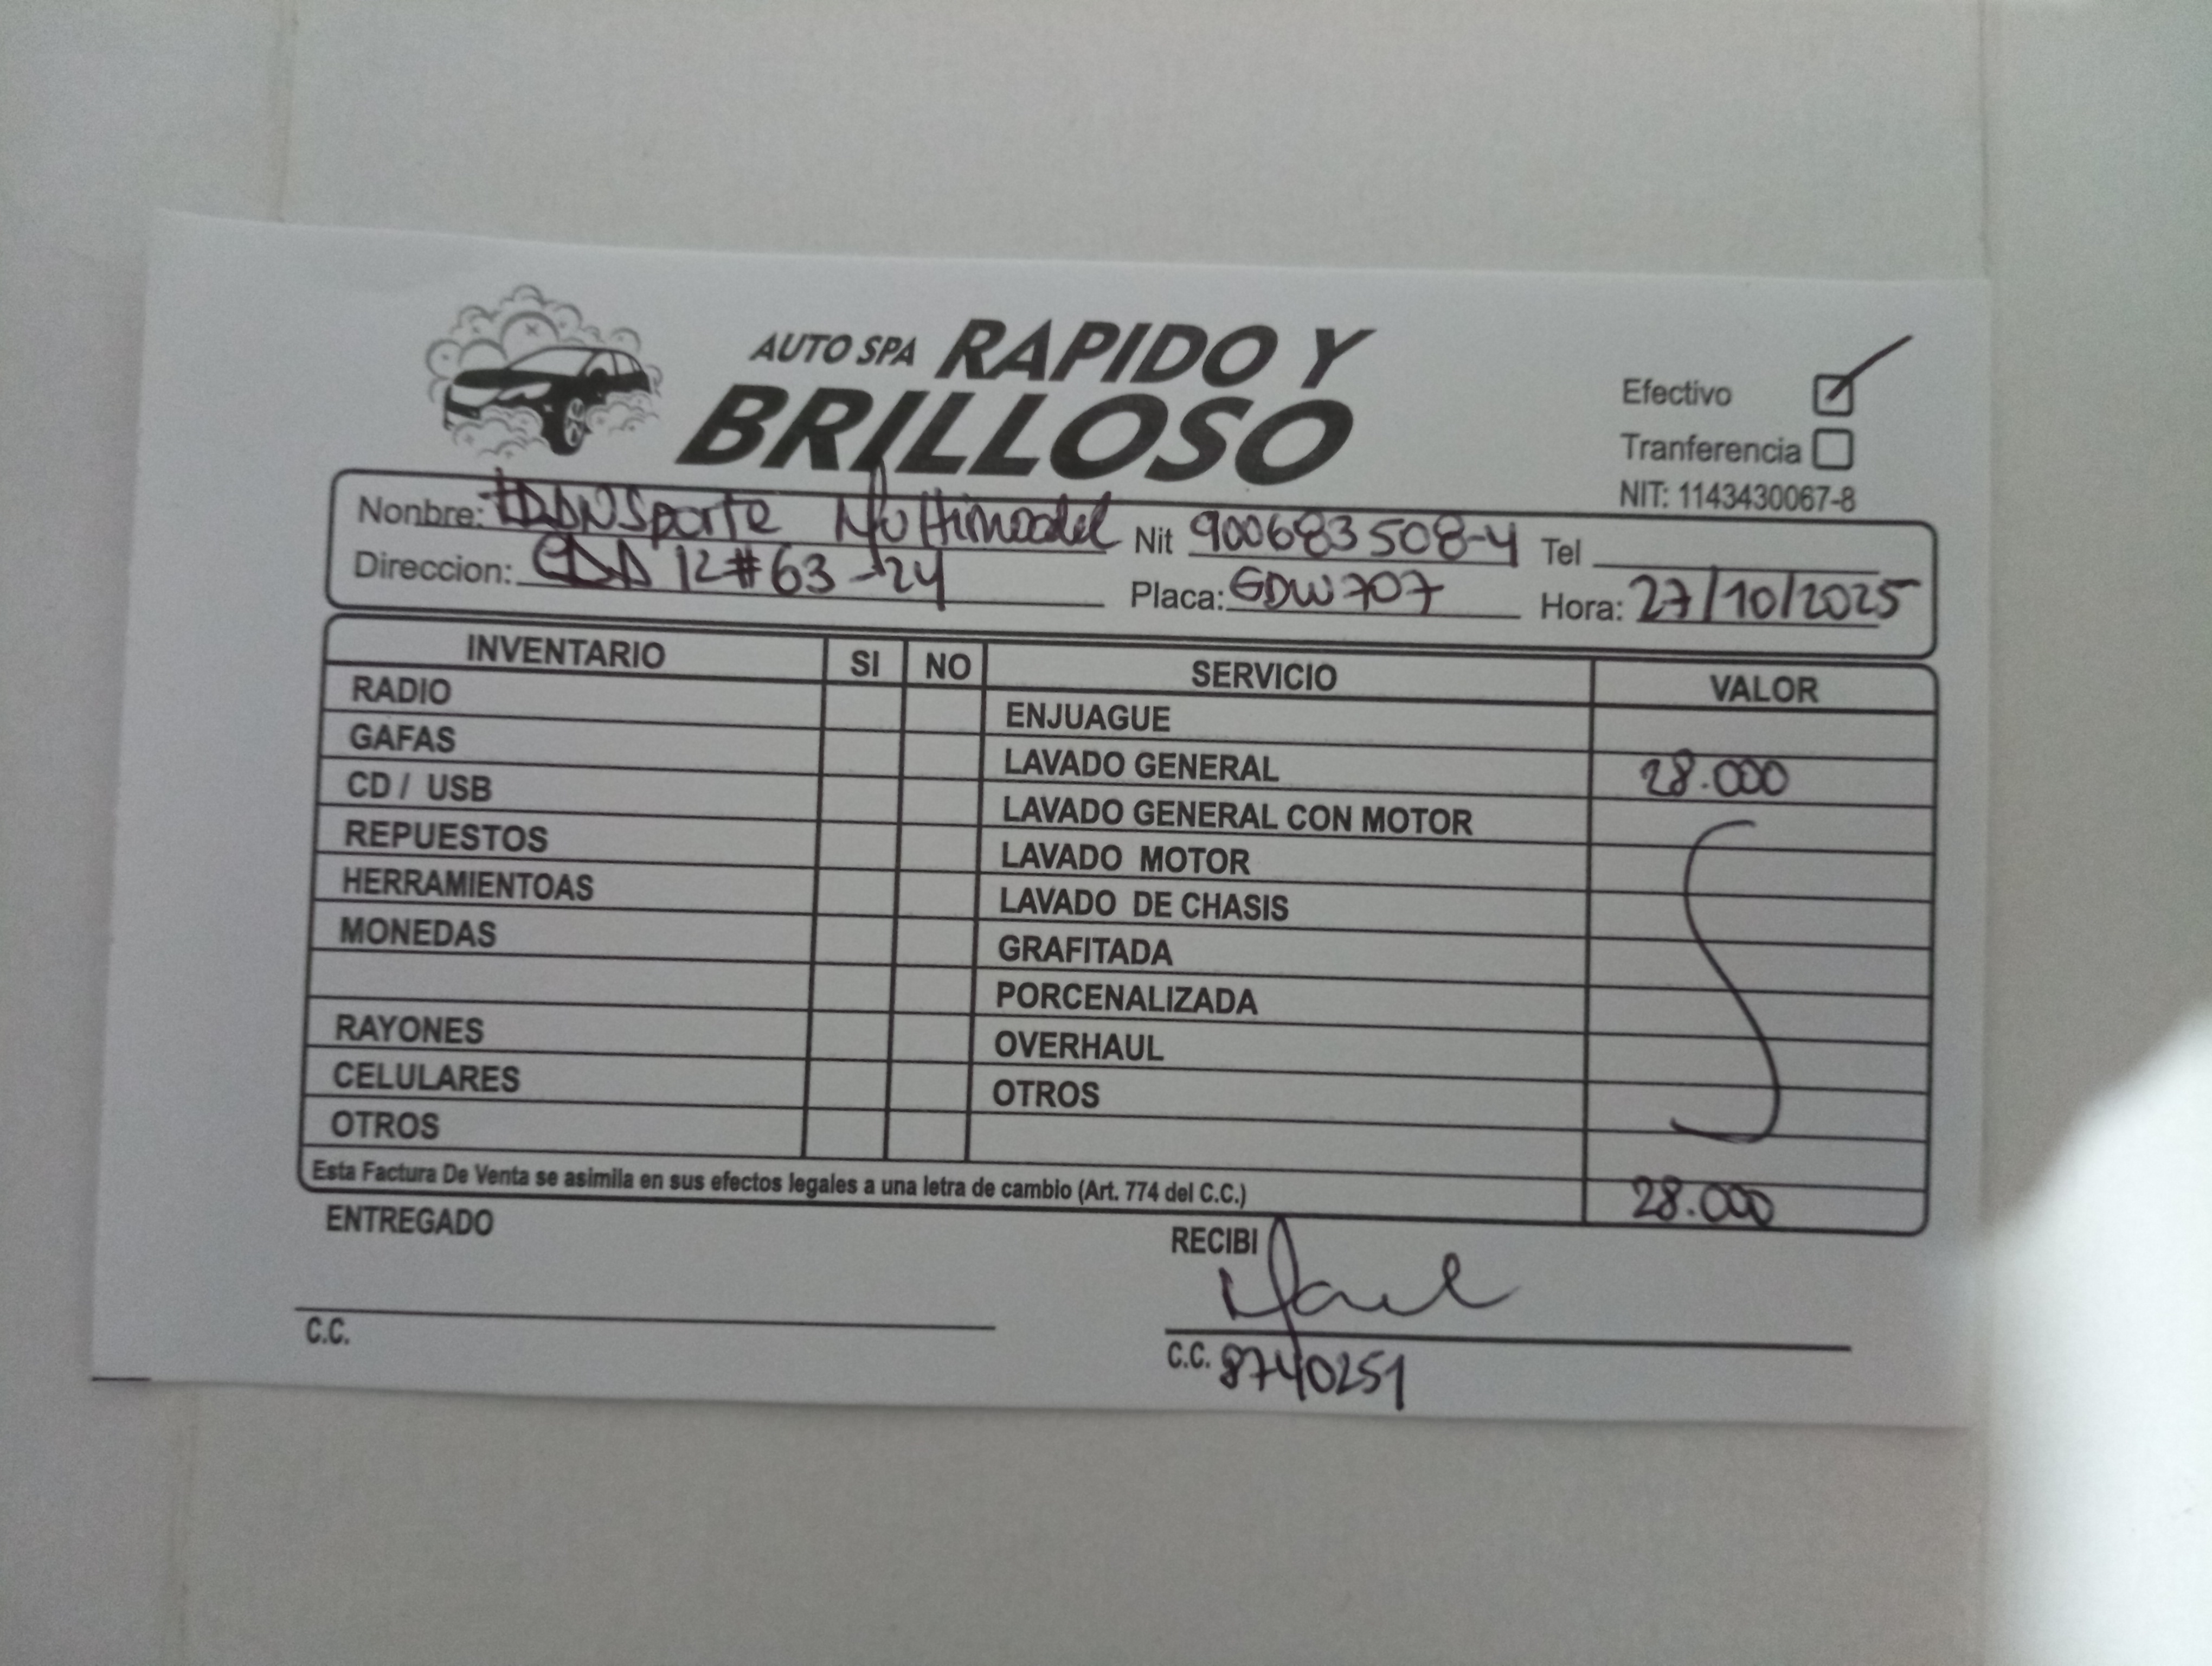 AUTO SPA RAPIDO Y
BRILLOSO
Efectivo
Tranferencia
NIT: 1143430067-8
Nonbre: transporte Multimodal Nit 900683508-4 Tel
Direccion: CRA 12#63-24 Placa: GDW707 Hora: 27/10/2025
INVENTARIO SI NO SERVICIO VALOR
RADIO ENJUAGUE
GAFAS LAVADO GENERAL 28.000
CD / USB LAVADO GENERAL CON MOTOR
REPUESTOS LAVADO MOTOR
HERRAMIENTOAS LAVADO DE CHASIS
MONEDAS GRAFITADA
PORCENALIZADA
RAYONES OVERHAUL
CELULARES OTROS
OTROS
Esta Factura De Venta se asimila en sus efectos legales a una letra de cambio (Art. 774 del C.C.) 28.000
ENTREGADO RECIBI
C.C. C.C. 8740251